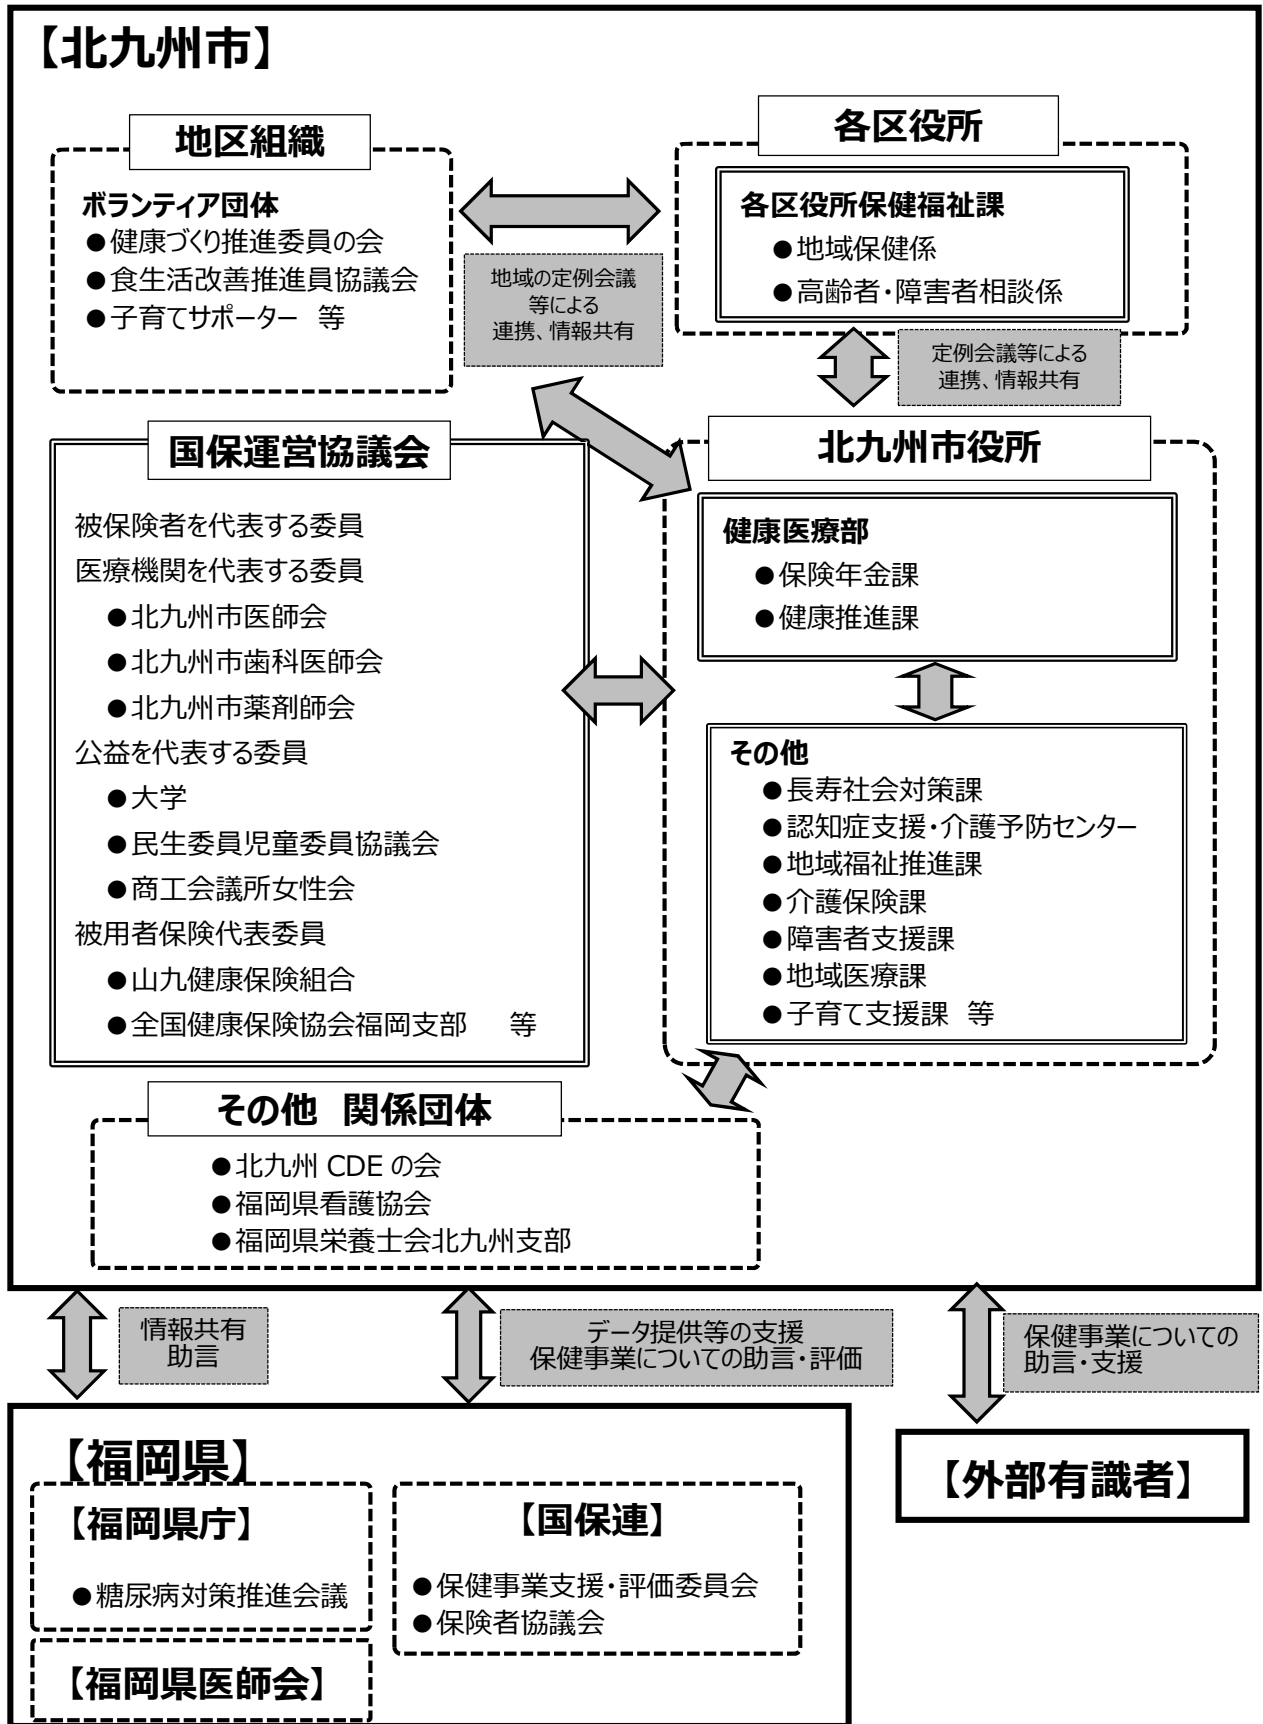 【北九州市】
地区組織
ボランティア団体
●健康づくり推進委員の会
●食生活改善推進員協議会
●子育てサポーター 等
地域の定例会議
等による
連携、情報共有
各区役所
各区役所保健福祉課
●地域保健係
●高齢者・障害者相談係
定例会議等による
連携、情報共有
国保運営協議会
被保険者を代表する委員
医療機関を代表する委員
●北九州市医師会
●北九州市歯科医師会
●北九州市薬剤師会
公益を代表する委員
●大学
●民生委員児童委員協議会
●商工会議所女性会
被用者保険代表委員
●山九健康保険組合
●全国健康保険協会福岡支部 等
北九州市役所
健康医療部
●保険年金課
●健康推進課
その他
●長寿社会対策課
●認知症支援・介護予防センター
●地域福祉推進課
●介護保険課
●障害者支援課
●地域医療課
●子育て支援課 等
その他 関係団体
●北九州 CDE の会
●福岡県看護協会
●福岡県栄養士会北九州支部
情報共有
助言
データ提供等の支援
保健事業についての助言・評価
保健事業についての
助言・支援
【福岡県】
【福岡県庁】
●糖尿病対策推進会議
【福岡県医師会】
【国保連】
●保健事業支援・評価委員会
●保険者協議会
【外部有識者】